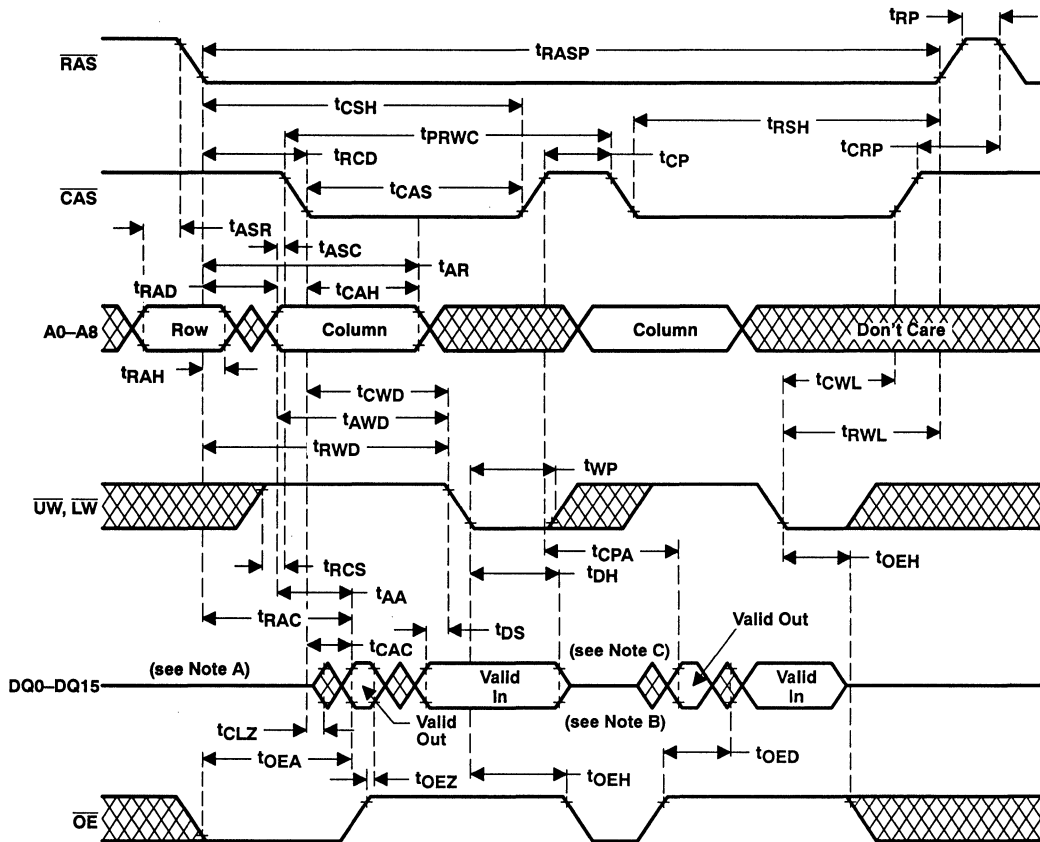 tRP
RAS
tRASP
tCSH
tPRWC
tRSH
tRCD
tCP
tCRP
CAS
tCAS
tASR
tASC
tAR
tRAD
tCAH
A0–A8
Row
Column
Column
Don't Care
tRAH
tCWD
tCWL
tAWD
tRWD
tRWL
tWP
UW, LW
tCPA
tOEH
tRCS
tDH
tAA
tRAC
tDS
Valid Out
tCAC
(see Note A)
(see Note C)
DQ0–DQ15
Valid
In
Valid
In
Valid
Out
(see Note B)
tCLZ
tOED
tOEA
tOEZ
tOEH
OE